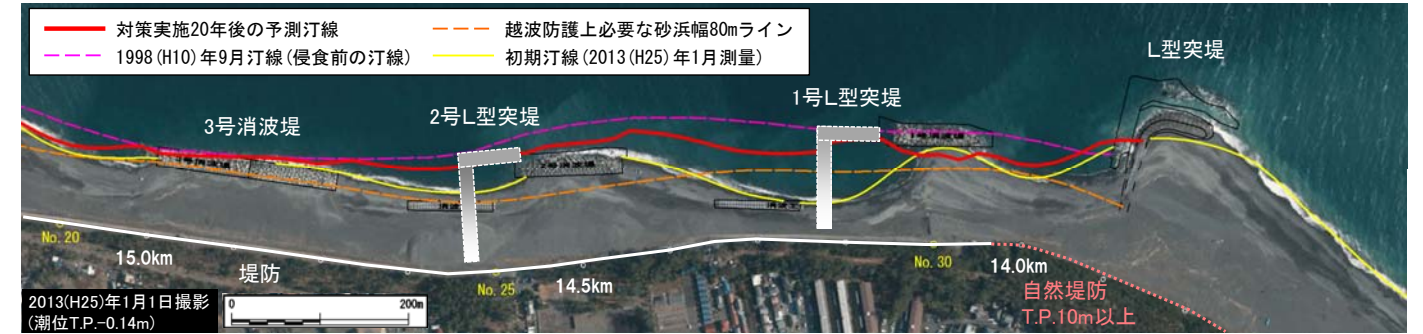 対策実施20年後の予測汀線
越波防護上必要な砂浜幅80mライン
1998(H10)年9月汀線(侵食前の汀線)
初期汀線(2013(H25)年1月測量)
L型突堤
1号L型突堤
2号L型突堤
3号消波堤
No. 20
15.0km
堤防
No. 25
14.5km
No. 30
14.0km
自然堤防
T.P.10m以上
2013(H25)年1月1日撮影
(潮位T.P.-0.14m)
0 200m